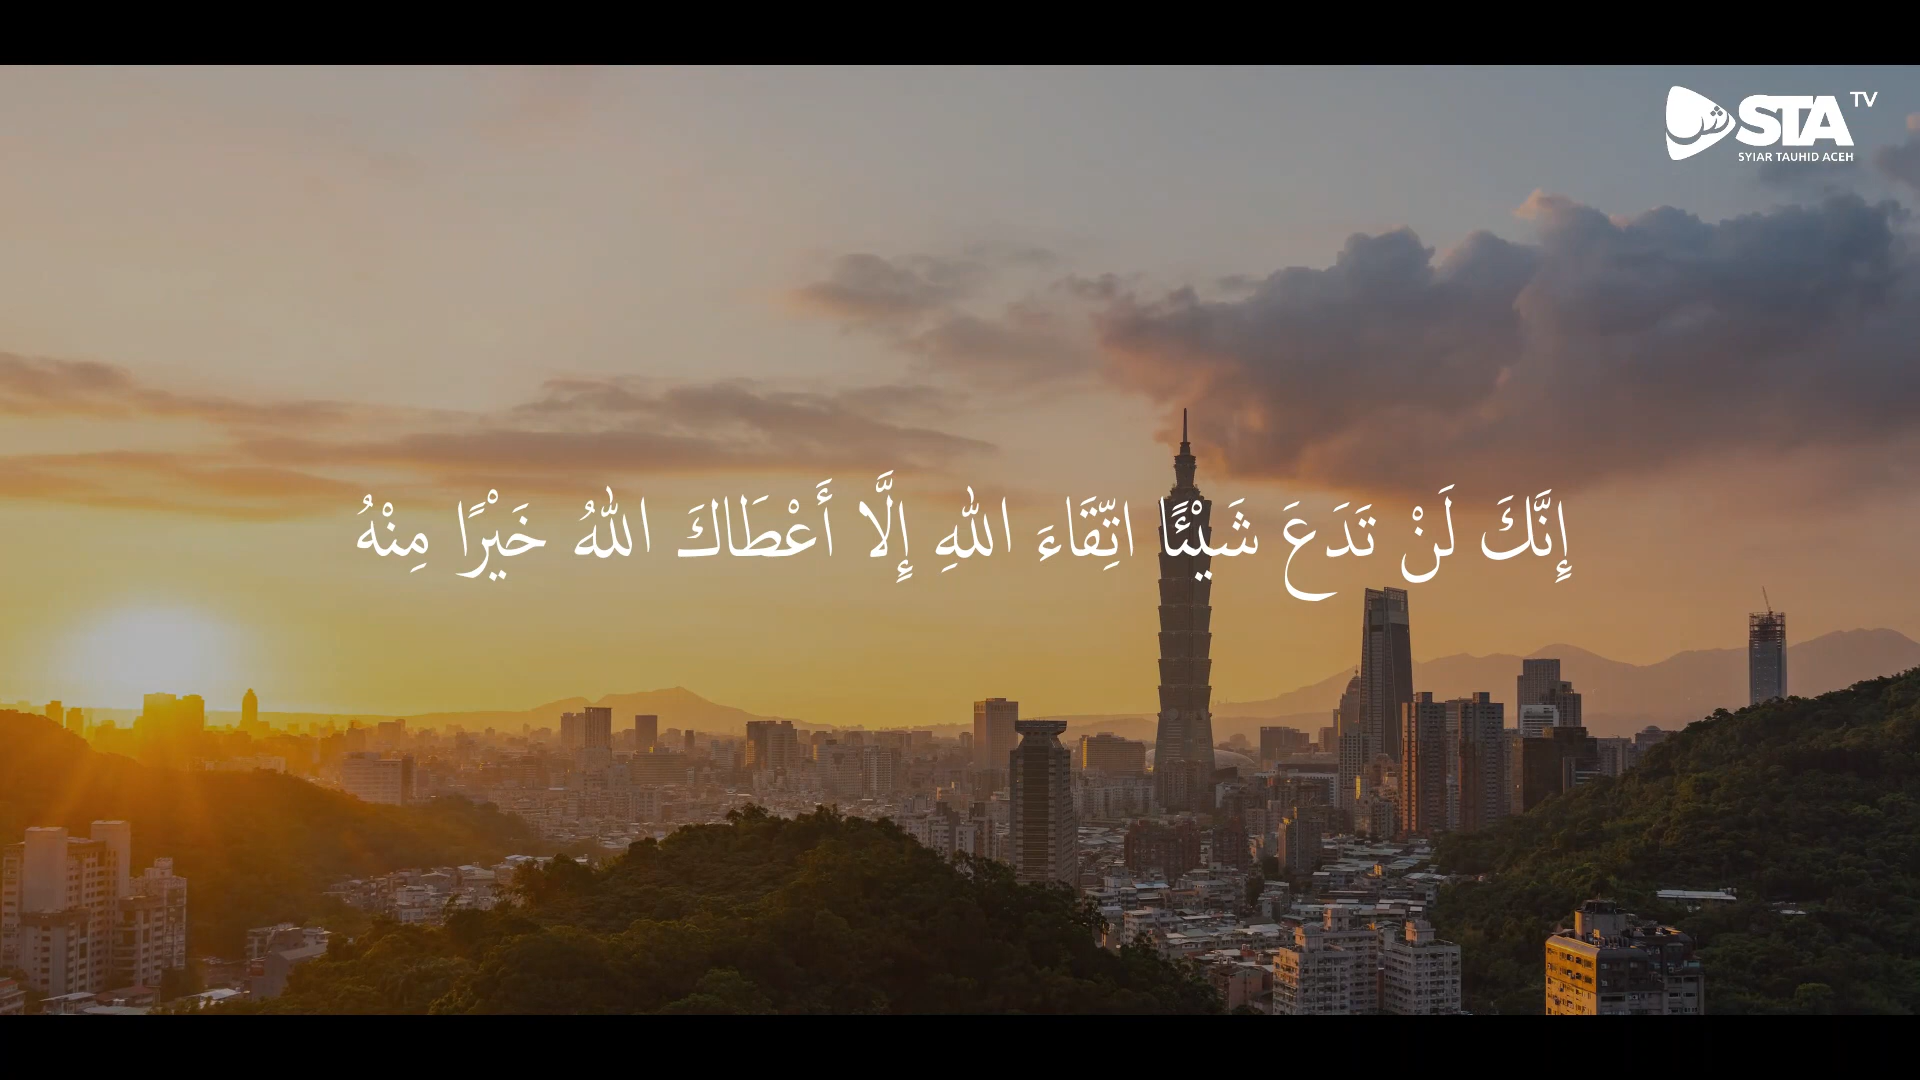 STA TV
SYIAR TAUHID ACEH
إِنَّكَ لَنْ تَدَعَ شَيْئًا اتِّقَاءَ اللهِ إِلَّا أَعْطَاكَ اللهُ خَيْرًا مِنْهُ